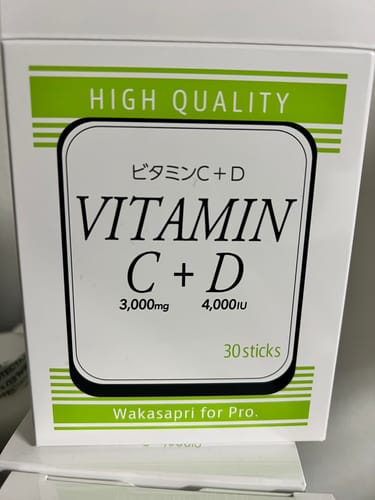 HIGH QUALITY
ビタミンC+D
VITAMIN
C + D
3,000mg 4,000IU
30sticks
Wakasapri for Pro.